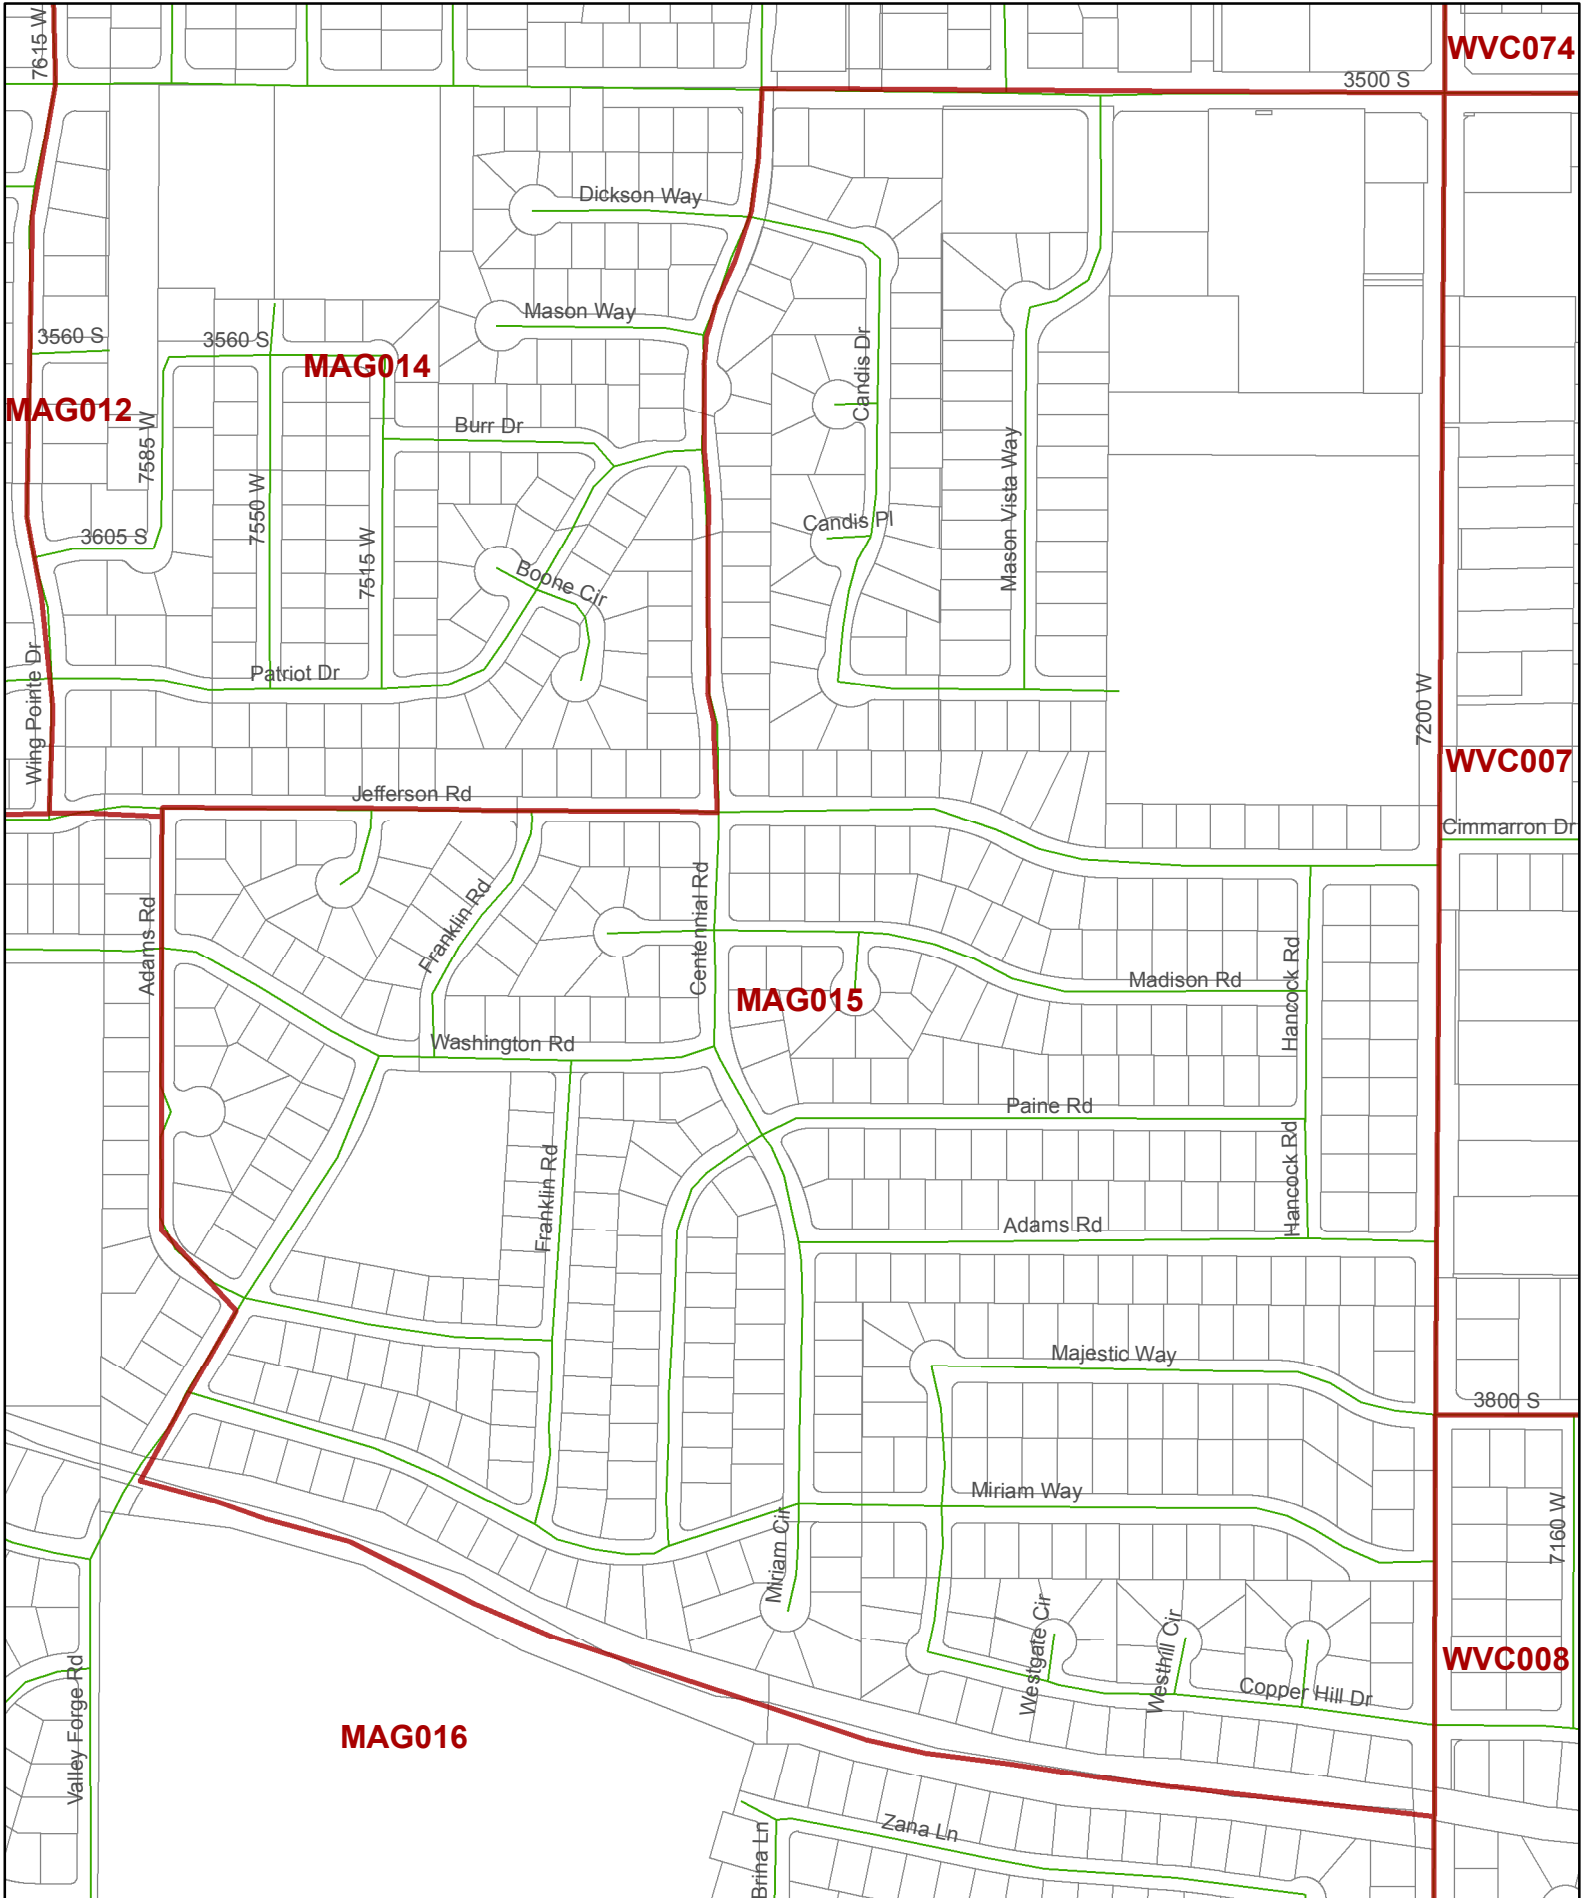 7615 W
WVC074
3500 S
Dickson Way
Mason Way
3560 S
3560 S
MAG014
Candis Dr
MAG012
Burr Dr
7585 W
7550 W
Mason Vista Way
Candis Pl
3605 S
7515 W
Boone Cir
Patriot Dr
Wing Pointe Dr
7200 W
WVC007
Jefferson Rd
Cimmarron Dr
Adams Rd
Franklin Rd
Centennial Rd
Madison Rd
Hancock Rd
MAG015
Washington Rd
Paine Rd
Franklin Rd
Hancock Rd
Adams Rd
Majestic Way
3800 S
Miriam Way
7160 W
Miriam Cir
Westgate Cir
Westhill Cir
WVC008
Copper Hill Dr
Valley Forge Rd
MAG016
Zana Ln
Brina Ln